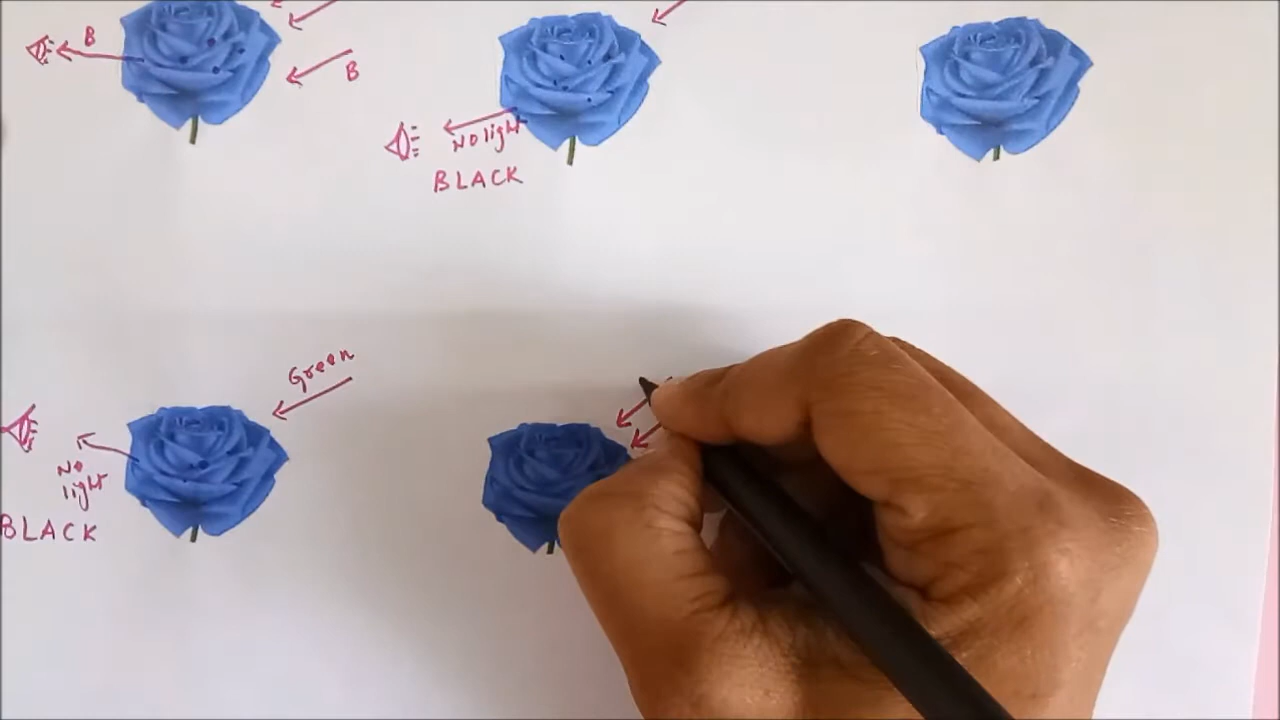 B
B
No light
BLACK
Green
No
light
BLACK